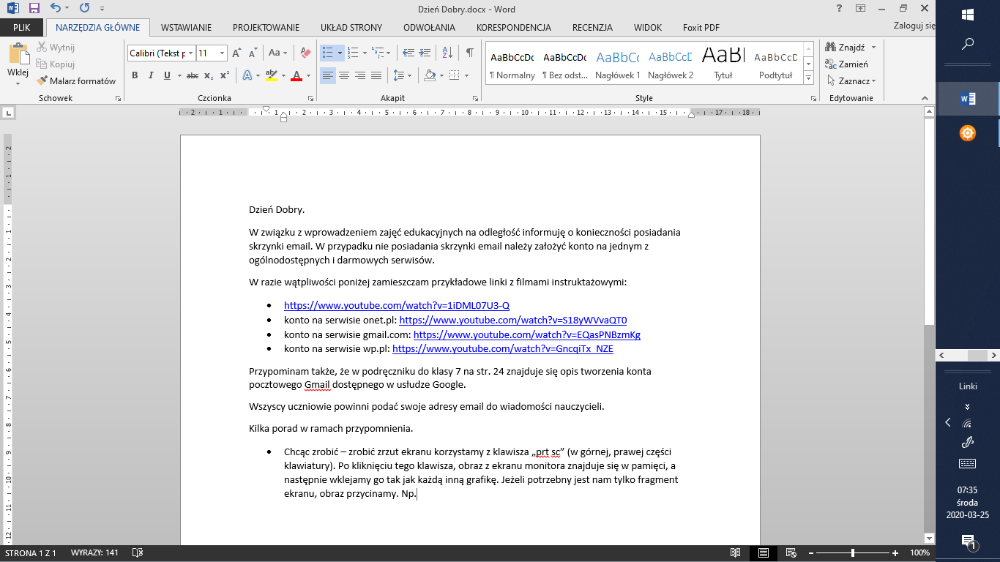 Dzień Dobry.docx - Word
PLIK NARZĘDZIA GŁÓWNE WSTAWIANIE PROJEKTOWANIE UKŁAD STRONY ODWOŁANIA KORESPONDENCJA RECENZJA WIDOK Foxit PDF Zaloguj się
Wklej
Wytnij
Kopiuj
Malarz formatów
Schowek
Calibri (Tekst p 11
Czcionka
Akapit
AaBbCcDc AaBbCcDc AaBbC AaBbCcD AaBl AaBbCcD
¶ Normalny ¶ Bez odst... Nagłówek 1 Nagłówek 2 Tytuł Podtytuł
Style
Znajdź
Zamień
Zaznacz
Edytowanie
Dzień Dobry.
W związku z wprowadzeniem zajęć edukacyjnych na odległość informuję o konieczności posiadania
skrzynki email. W przypadku nie posiadania skrzynki email należy założyć konto na jednym z
ogólnodostępnych i darmowych serwisów.
W razie wątpliwości poniżej zamieszczam przykładowe linki z filmami instruktażowymi:
• https://www.youtube.com/watch?v=1iDML07U3-Q
• konto na serwisie onet.pl: https://www.youtube.com/watch?v=S18yWVvaQT0
• konto na serwisie gmail.com: https://www.youtube.com/watch?v=EQasPNBzmKg
• konto na serwisie wp.pl: https://www.youtube.com/watch?v=GncqiTx_NZE
Przypominam także, że w podręczniku do klasy 7 na str. 24 znajduje się opis tworzenia konta
pocztowego Gmail dostępnego w usłudze Google.
Wszyscy uczniowie powinni podać swoje adresy email do wiadomości nauczycieli.
Kilka porad w ramach przypomnienia.
• Chcąc zrobić – zrobić zrzut ekranu korzystamy z klawisza „prt sc” (w górnej, prawej części
klawiatury). Po kliknięciu tego klawisza, obraz z ekranu monitora znajduje się w pamięci, a
następnie wklejamy go tak jak każdą inną grafikę. Jeżeli potrzebny jest nam tylko fragment
ekranu, obraz przycinamy. Np.
STRONA 1 Z 1 WYRAZY: 141 100%
Linki
07:35
środa
2020-03-25
1